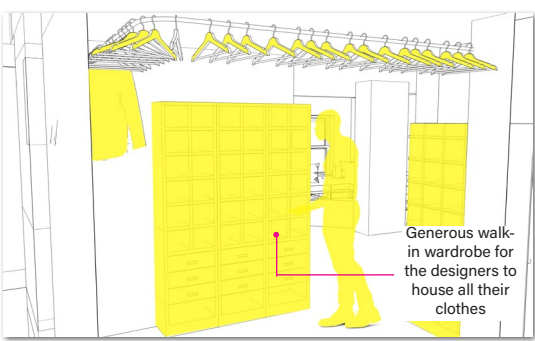 Generous walk-
in wardrobe for
the designers to
house all their
clothes